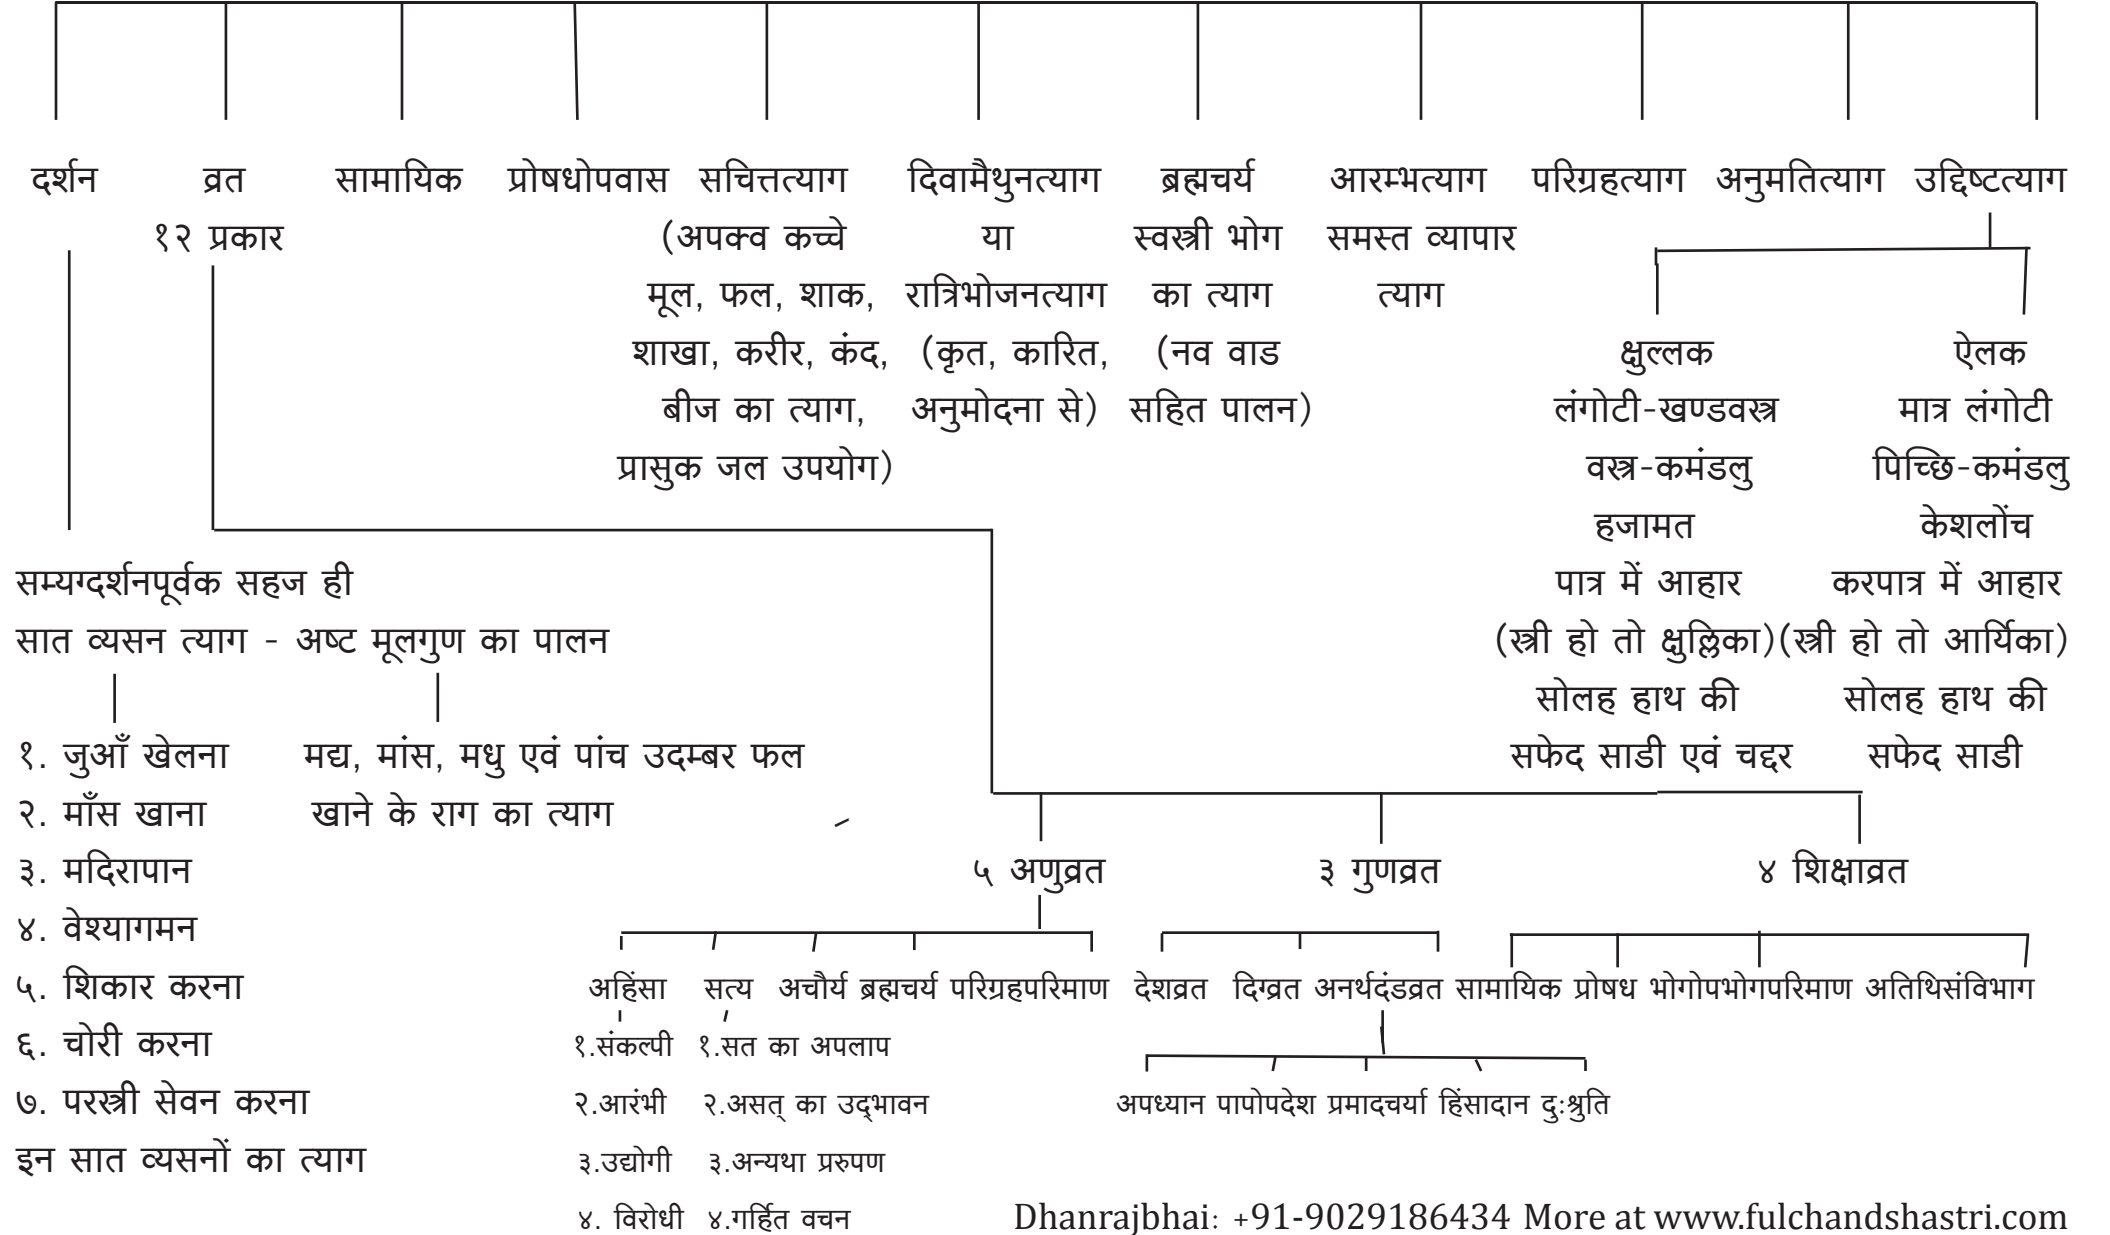 दर्शन व्रत सामायिक प्रोषधोपवास सचित्तत्याग दिवामैथुनत्याग ब्रह्मचर्य आरम्भत्याग परिग्रहत्याग अनुमतित्याग उद्दिष्टत्याग
१२ प्रकार (अपक्व कच्चे या स्वस्त्री भोग समस्त व्यापार
मूल, फल, शाक, रात्रिभोजनत्याग का त्याग त्याग
शाखा, करीर, कंद, (कृत, कारित, (नव वाड क्षुल्लक ऐलक
बीज का त्याग, अनुमोदना से) सहित पालन) लंगोटी-खण्डवस्त्र मात्र लंगोटी
प्रासुक जल उपयोग) वस्त्र-कमंडलु पिच्छि-कमंडलु
हजामत केशलोंच
सम्यग्दर्शनपूर्वक सहज ही पात्र में आहार करपात्र में आहार
सात व्यसन त्याग - अष्ट मूलगुण का पालन (स्त्री हो तो क्षुल्लिका) (स्त्री हो तो आर्यिका)
सोलह हाथ की सोलह हाथ की
१. जुआँ खेलना मद्य, मांस, मधु एवं पांच उदम्बर फल सफेद साडी एवं चद्दर सफेद साडी
२. माँस खाना खाने के राग का त्याग
३. मदिरापान ५ अणुव्रत ३ गुणव्रत ४ शिक्षाव्रत
४. वेश्यागमन
५. शिकार करना अहिंसा सत्य अचौर्य ब्रह्मचर्य परिग्रहपरिमाण देशव्रत दिग्व्रत अनर्थदंडव्रत सामायिक प्रोषध भोगोपभोगपरिमाण अतिथिसंविभाग
६. चोरी करना १.संकल्पी १.सत का अपलाप
७. परस्त्री सेवन करना २.आरंभी २.असत् का उद्‌भावन अपध्यान पापोपदेश प्रमादचर्या हिंसादान दुःश्रुति
इन सात व्यसनों का त्याग ३.उद्योगी ३.अन्यथा प्ररुपण
४. विरोधी ४.गर्हित वचन Dhanrajbhai: +91-9029186434 More at www.fulchandshastri.com